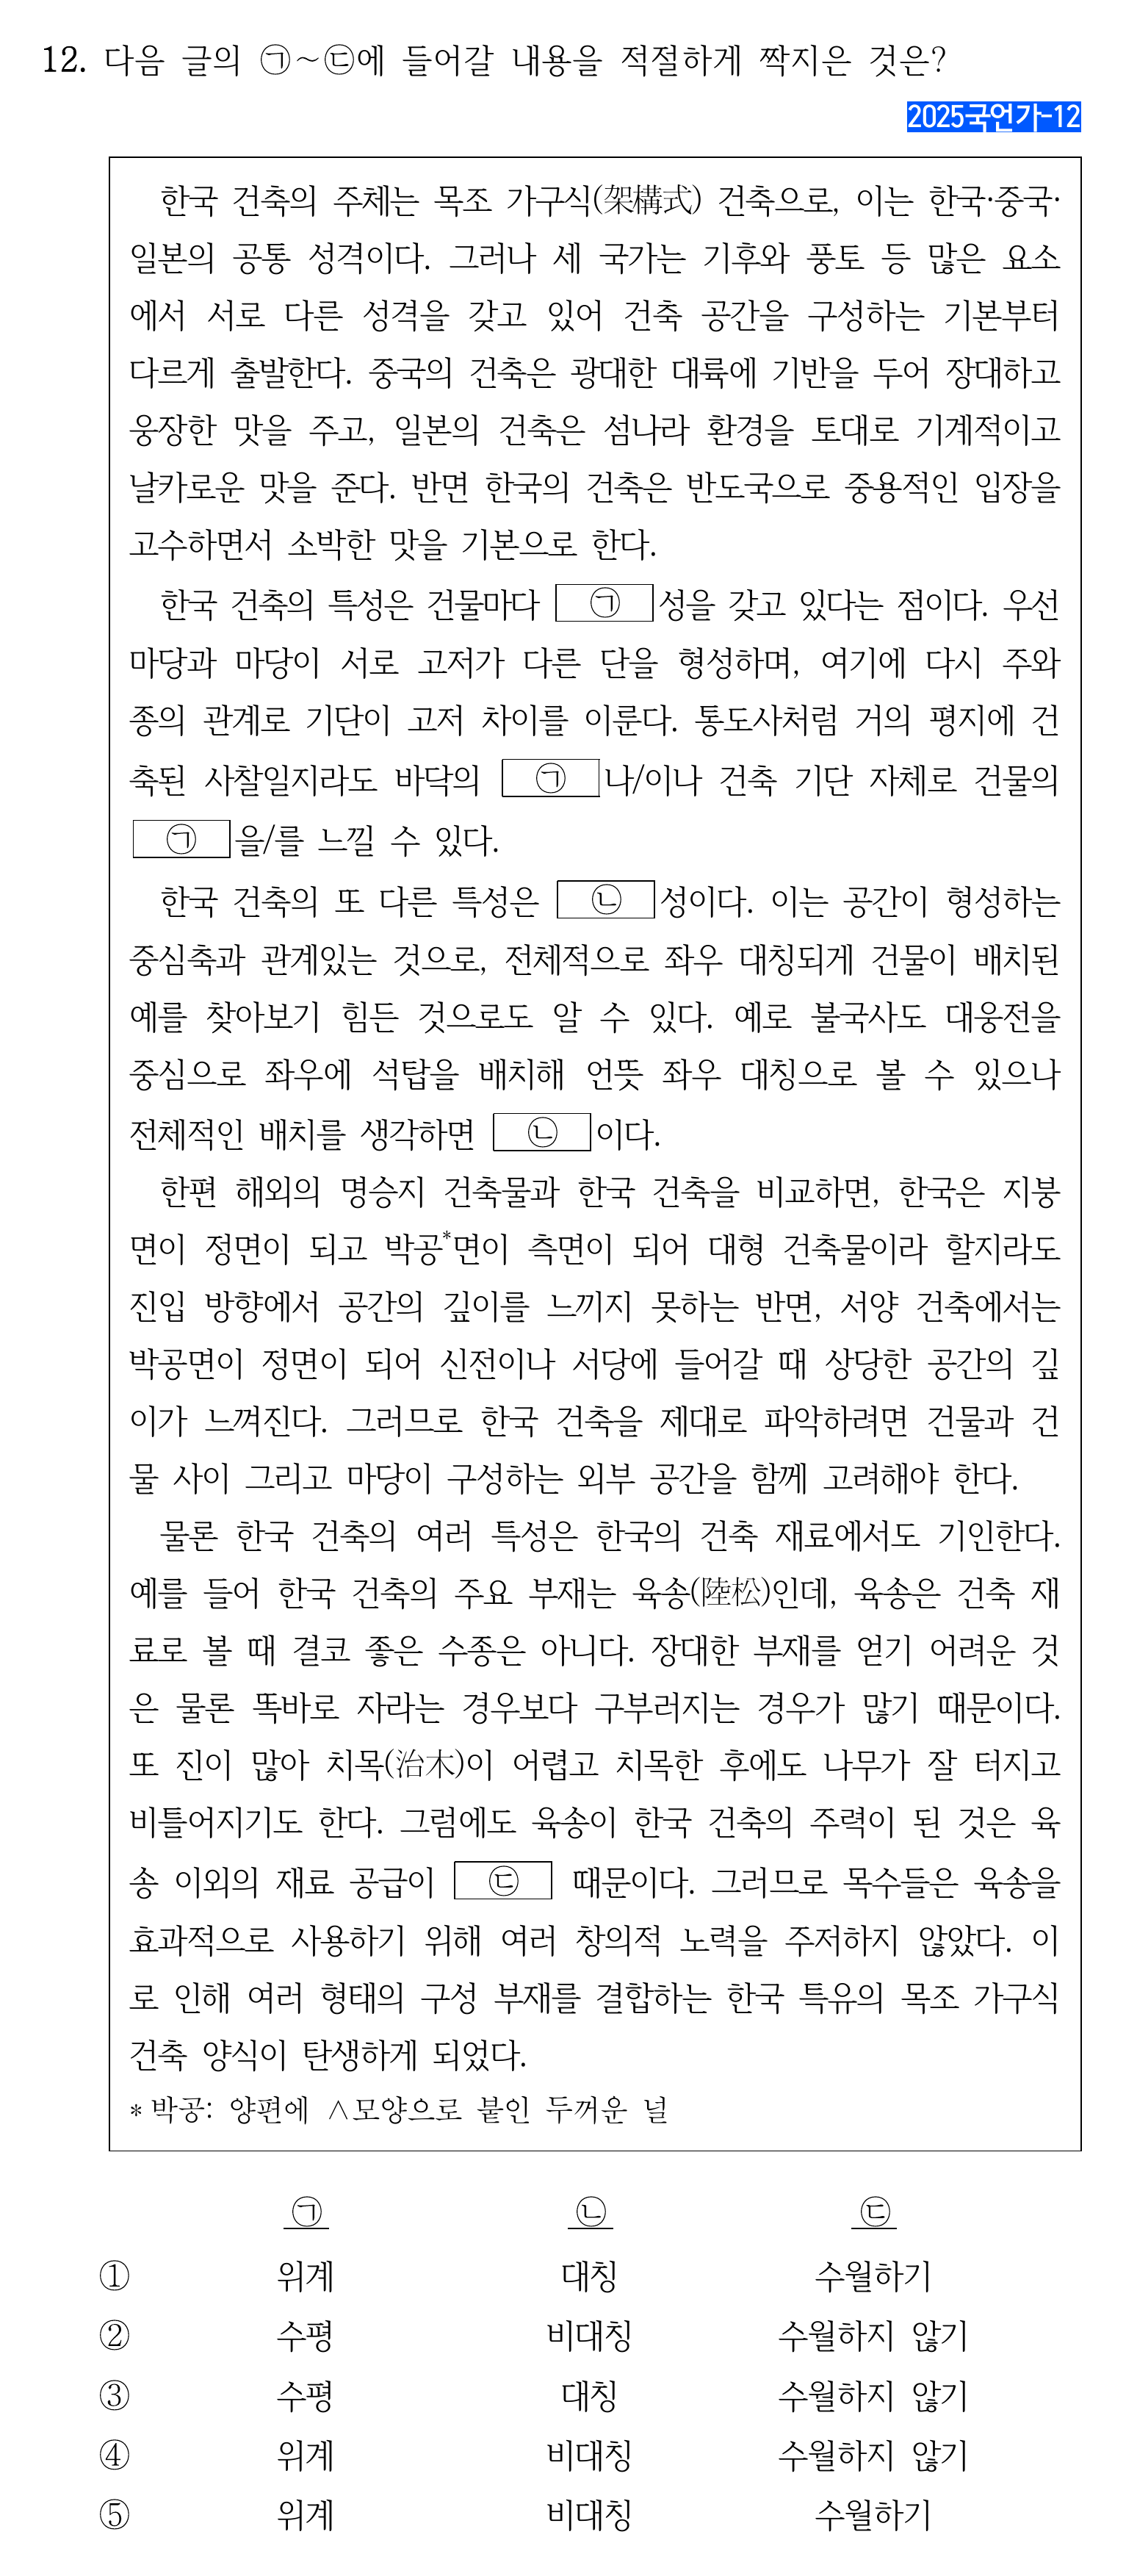 12. 다음 글의 ㉠~㉢에 들어갈 내용을 적절하게 짝지은 것은?
2025국언가-12
한국 건축의 주체는 목조 가구식(架構式) 건축으로, 이는 한국·중국·
일본의 공통 성격이다. 그러나 세 국가는 기후와 풍토 등 많은 요소
에서 서로 다른 성격을 갖고 있어 건축 공간을 구성하는 기본부터
다르게 출발한다. 중국의 건축은 광대한 대륙에 기반을 두어 장대하고
웅장한 맛을 주고, 일본의 건축은 섬나라 환경을 토대로 기계적이고
날카로운 맛을 준다. 반면 한국의 건축은 반도국으로 중용적인 입장을
고수하면서 소박한 맛을 기본으로 한다.
한국 건축의 특성은 건물마다 ㉠성을 갖고 있다는 점이다. 우선
마당과 마당이 서로 고저가 다른 단을 형성하며, 여기에 다시 주와
종의 관계로 기단이 고저 차이를 이룬다. 통도사처럼 거의 평지에 건
축된 사찰일지라도 바닥의 ㉠나/이나 건축 기단 자체로 건물의
㉠을/를 느낄 수 있다.
한국 건축의 또 다른 특성은 ㉡성이다. 이는 공간이 형성하는
중심축과 관계있는 것으로, 전체적으로 좌우 대칭되게 건물이 배치된
예를 찾아보기 힘든 것으로도 알 수 있다. 예로 불국사도 대웅전을
중심으로 좌우에 석탑을 배치해 언뜻 좌우 대칭으로 볼 수 있으나
전체적인 배치를 생각하면 ㉡이다.
한편 해외의 명승지 건축물과 한국 건축을 비교하면, 한국은 지붕
면이 정면이 되고 박공*면이 측면이 되어 대형 건축물이라 할지라도
진입 방향에서 공간의 깊이를 느끼지 못하는 반면, 서양 건축에서는
박공면이 정면이 되어 신전이나 서당에 들어갈 때 상당한 공간의 깊
이가 느껴진다. 그러므로 한국 건축을 제대로 파악하려면 건물과 건
물 사이 그리고 마당이 구성하는 외부 공간을 함께 고려해야 한다.
물론 한국 건축의 여러 특성은 한국의 건축 재료에서도 기인한다.
예를 들어 한국 건축의 주요 부재는 육송(陸松)인데, 육송은 건축 재
료로 볼 때 결코 좋은 수종은 아니다. 장대한 부재를 얻기 어려운 것
은 물론 똑바로 자라는 경우보다 구부러지는 경우가 많기 때문이다.
또 진이 많아 치목(治木)이 어렵고 치목한 후에도 나무가 잘 터지고
비틀어지기도 한다. 그럼에도 육송이 한국 건축의 주력이 된 것은 육
송 이외의 재료 공급이 ㉢ 때문이다. 그러므로 목수들은 육송을
효과적으로 사용하기 위해 여러 창의적 노력을 주저하지 않았다. 이
로 인해 여러 형태의 구성 부재를 결합하는 한국 특유의 목조 가구식
건축 양식이 탄생하게 되었다.
* 박공: 양편에 ∧모양으로 붙인 두꺼운 널
㉠ ㉡ ㉢
① 위계 대칭 수월하기
② 수평 비대칭 수월하지 않기
③ 수평 대칭 수월하지 않기
④ 위계 비대칭 수월하지 않기
⑤ 위계 비대칭 수월하기